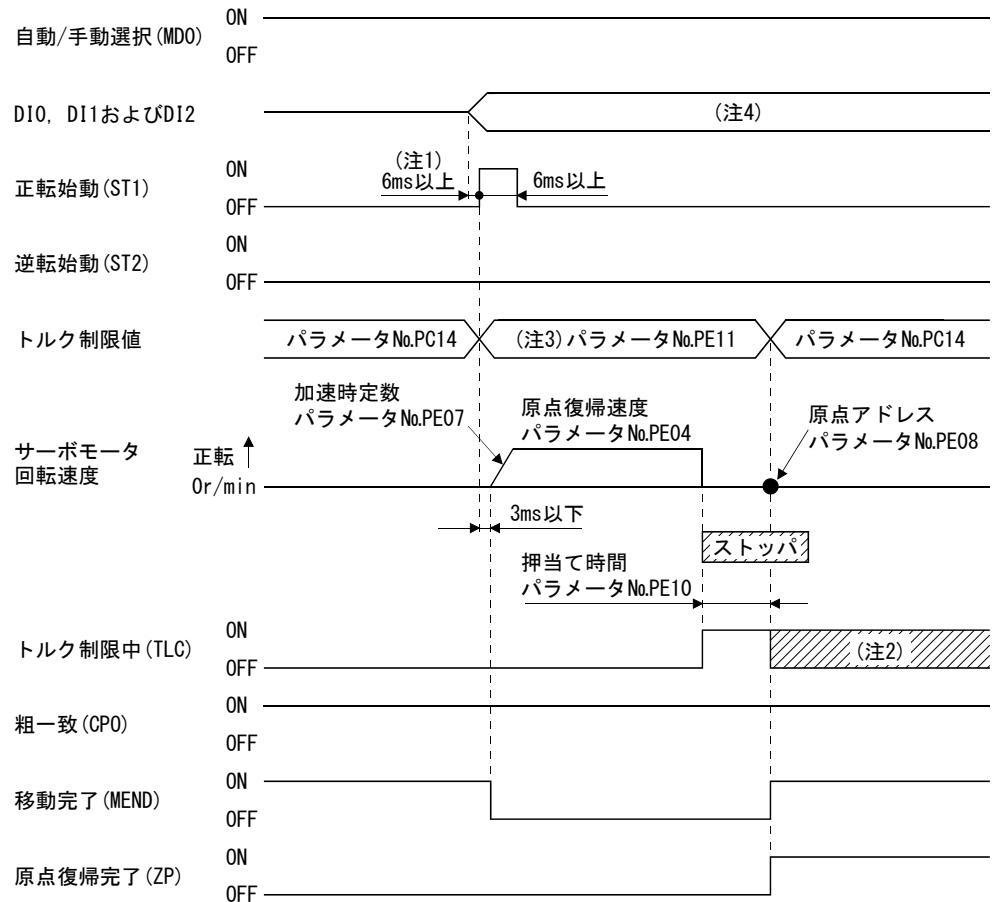 ON
自動/手動選択(MD0)
OFF
DI0, DI1およびDI2
(注4)
ON
(注1)
6ms以上
6ms以上
正転始動(ST1)
OFF
ON
逆転始動(ST2)
OFF
トルク制限値
パラメータNo.PC14
(注3)パラメータNo.PE11
パラメータNo.PC14
加速時定数
パラメータNo.PE07
原点復帰速度
パラメータNo.PE04
原点アドレス
パラメータNo.PE08
サーボモータ
回転速度
正転
0r/min
3ms以下
ストッパ
押当て時間
パラメータNo.PE10
ON
トルク制限中(TLC)
OFF
(注2)
ON
粗一致(CPO)
OFF
ON
移動完了(MEND)
OFF
ON
原点復帰完了(ZP)
OFF